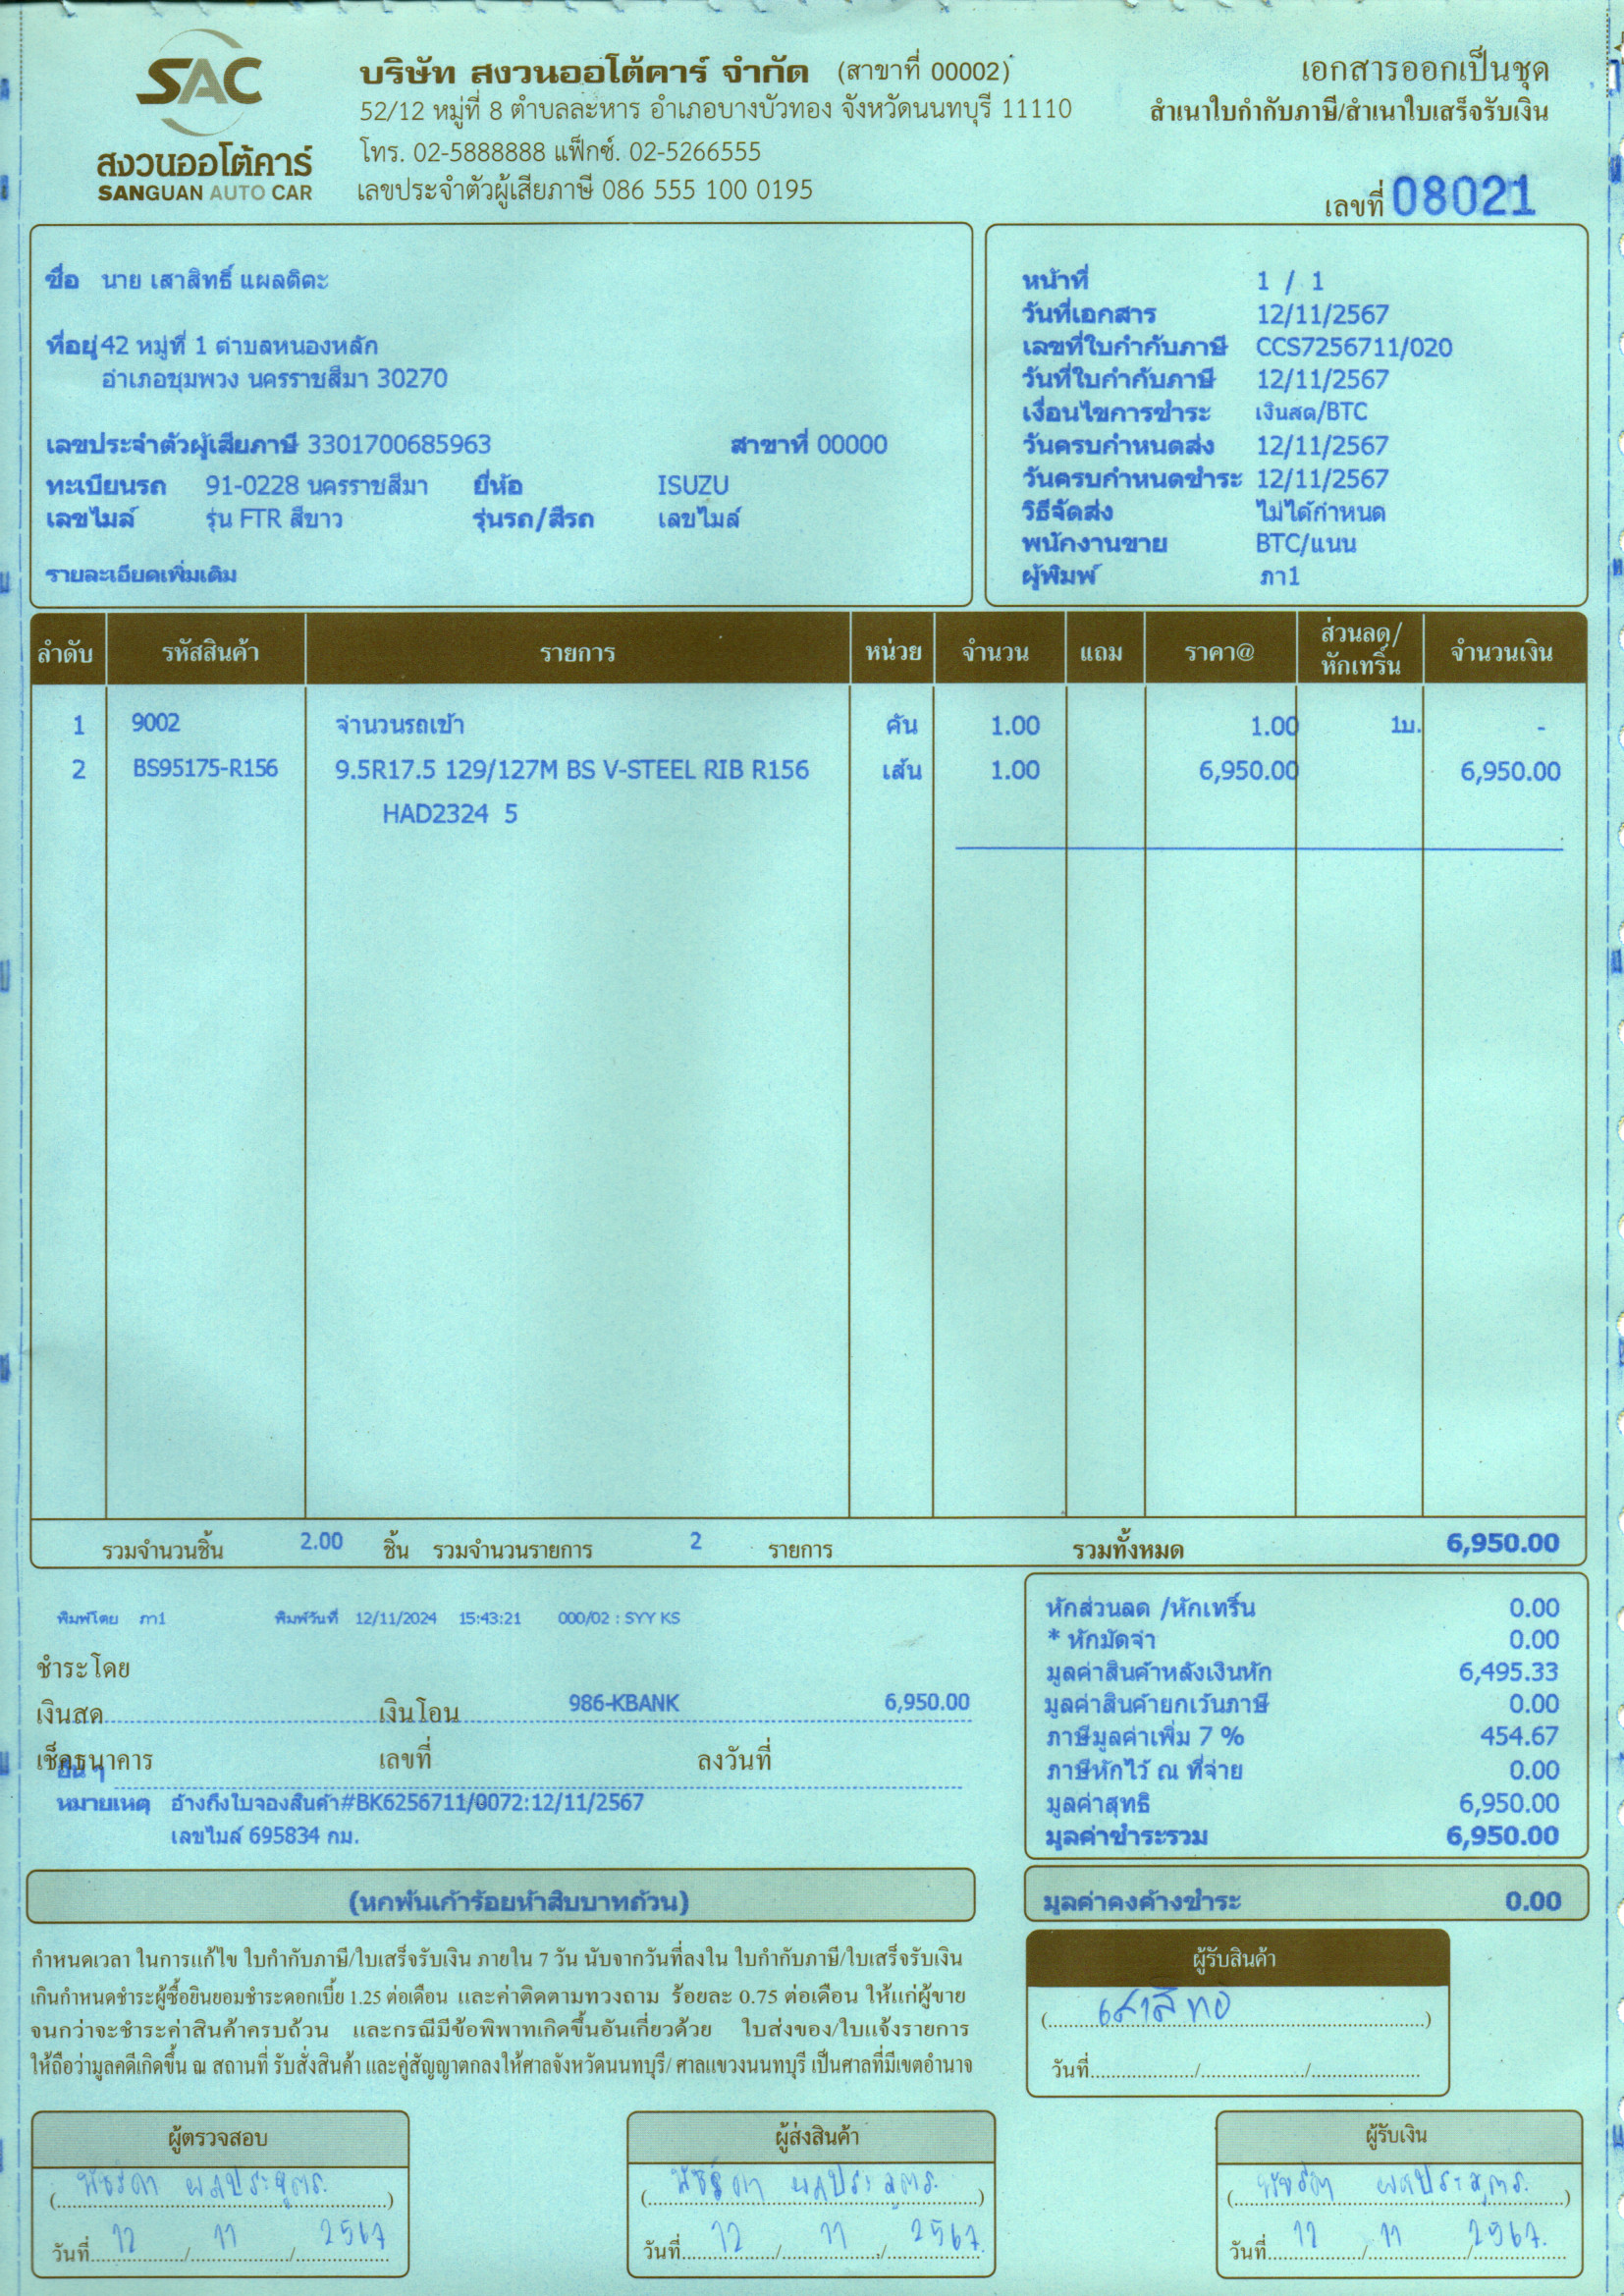 SAC
สงวนออโต้คาร์
SANGUAN AUTO CAR
บริษัท สงวนออโต้คาร์ จำกัด (สาขาที่ 00002)
52/12 หมู่ที่ 8 ตำบลละหาร อำเภอบางบัวทอง จังหวัดนนทบุรี 11110
โทร. 02-5888888 แฟ็กซ์. 02-5266555
เลขประจำตัวผู้เสียภาษี 086 555 100 0195
เอกสารออกเป็นชุด
สำเนาใบกำกับภาษี/สำเนาใบเสร็จรับเงิน
เลขที่ 08021
ชื่อ นาย เสาสิทธิ์ แผลติตะ
ที่อยู่ 42 หมู่ที่ 1 ตำบลหนองหลัก
อำเภอชุมพวง นครราชสีมา 30270
เลขประจำตัวผู้เสียภาษี 3301700685963 สาขาที่ 00000
ทะเบียนรถ 91-0228 นครราชสีมา ยี่ห้อ ISUZU
เลขไมล์ รุ่น FTR สีขาว รุ่นรถ/สีรถ เลขไมล์
รายละเอียดเพิ่มเติม
หน้าที่ 1 / 1
วันที่เอกสาร 12/11/2567
เลขที่ใบกำกับภาษี CCS7256711/020
วันที่ใบกำกับภาษี 12/11/2567
เงื่อนไขการชำระ เงินสด/BTC
วันครบกำหนดส่ง 12/11/2567
วันครบกำหนดชำระ 12/11/2567
วิธีจัดส่ง ไม่ได้กำหนด
พนักงานขาย BTC/แนน
ผู้พิมพ์ ภา1
ลำดับ รหัสสินค้า รายการ หน่วย จำนวน แถม ราคา@ ส่วนลด/หักเทริ์น จำนวนเงิน
1 9002 จำนวนรถเข้า คัน 1.00 1.00 1บ. -
2 BS95175-R156 9.5R17.5 129/127M BS V-STEEL RIB R156 เส้น 1.00 6,950.00 6,950.00
HAD2324 5
รวมจำนวนชิ้น 2.00 ชิ้น รวมจำนวนรายการ 2 รายการ รวมทั้งหมด 6,950.00
พิมพ์โดย ภา1 พิมพ์วันที่ 12/11/2024 15:43:21 000/02 : SYY KS
ชำระโดย
เงินสด เงินโอน 986-KBANK 6,950.00
เช็คธนาคาร เลขที่ ลงวันที่
อื่น ๆ
หมายเหตุ อ้างถึงใบจองสินค้า#BK6256711/0072:12/11/2567
เลขไมล์ 695834 กม.
หักส่วนลด /หักเทริ์น 0.00
* หักมัดจำ 0.00
มูลค่าสินค้าหลังเงินหัก 6,495.33
มูลค่าสินค้ายกเว้นภาษี 0.00
ภาษีมูลค่าเพิ่ม 7 % 454.67
ภาษีหักไว้ ณ ที่จ่าย 0.00
มูลค่าสุทธิ 6,950.00
มูลค่าชำระรวม 6,950.00
(หกพันเก้าร้อยห้าสิบบาทถ้วน)
มูลค่าคงค้างชำระ 0.00
กำหนดเวลา ในการแก้ไข ใบกำกับภาษี/ใบเสร็จรับเงิน ภายใน 7 วัน นับจากวันที่ลงใน ใบกำกับภาษี/ใบเสร็จรับเงิน
เกินกำหนดชำระผู้ซื้อยินยอมชำระดอกเบี้ย 1.25 ต่อเดือน และค่าติดตามทวงถาม ร้อยละ 0.75 ต่อเดือน ให้แก่ผู้ขาย
จนกว่าจะชำระค่าสินค้าครบถ้วน และกรณีมีข้อพิพาทเกิดขึ้นอันเกี่ยวด้วย ใบส่งของ/ใบแจ้งรายการ
ให้ถือว่ามูลคดีเกิดขึ้น ณ สถานที่ รับสั่งสินค้า และคู่สัญญาตกลงให้ศาลจังหวัดนนทบุรี/ ศาลแขวงนนทบุรี เป็นศาลที่มีเขตอำนาจ
ผู้รับสินค้า
วันที่
ผู้ตรวจสอบ
วันที่ 12 / 11 / 2567
ผู้ส่งสินค้า
วันที่ 12 / 11 / 2567.
ผู้รับเงิน
วันที่ 12 / 11 / 2567.